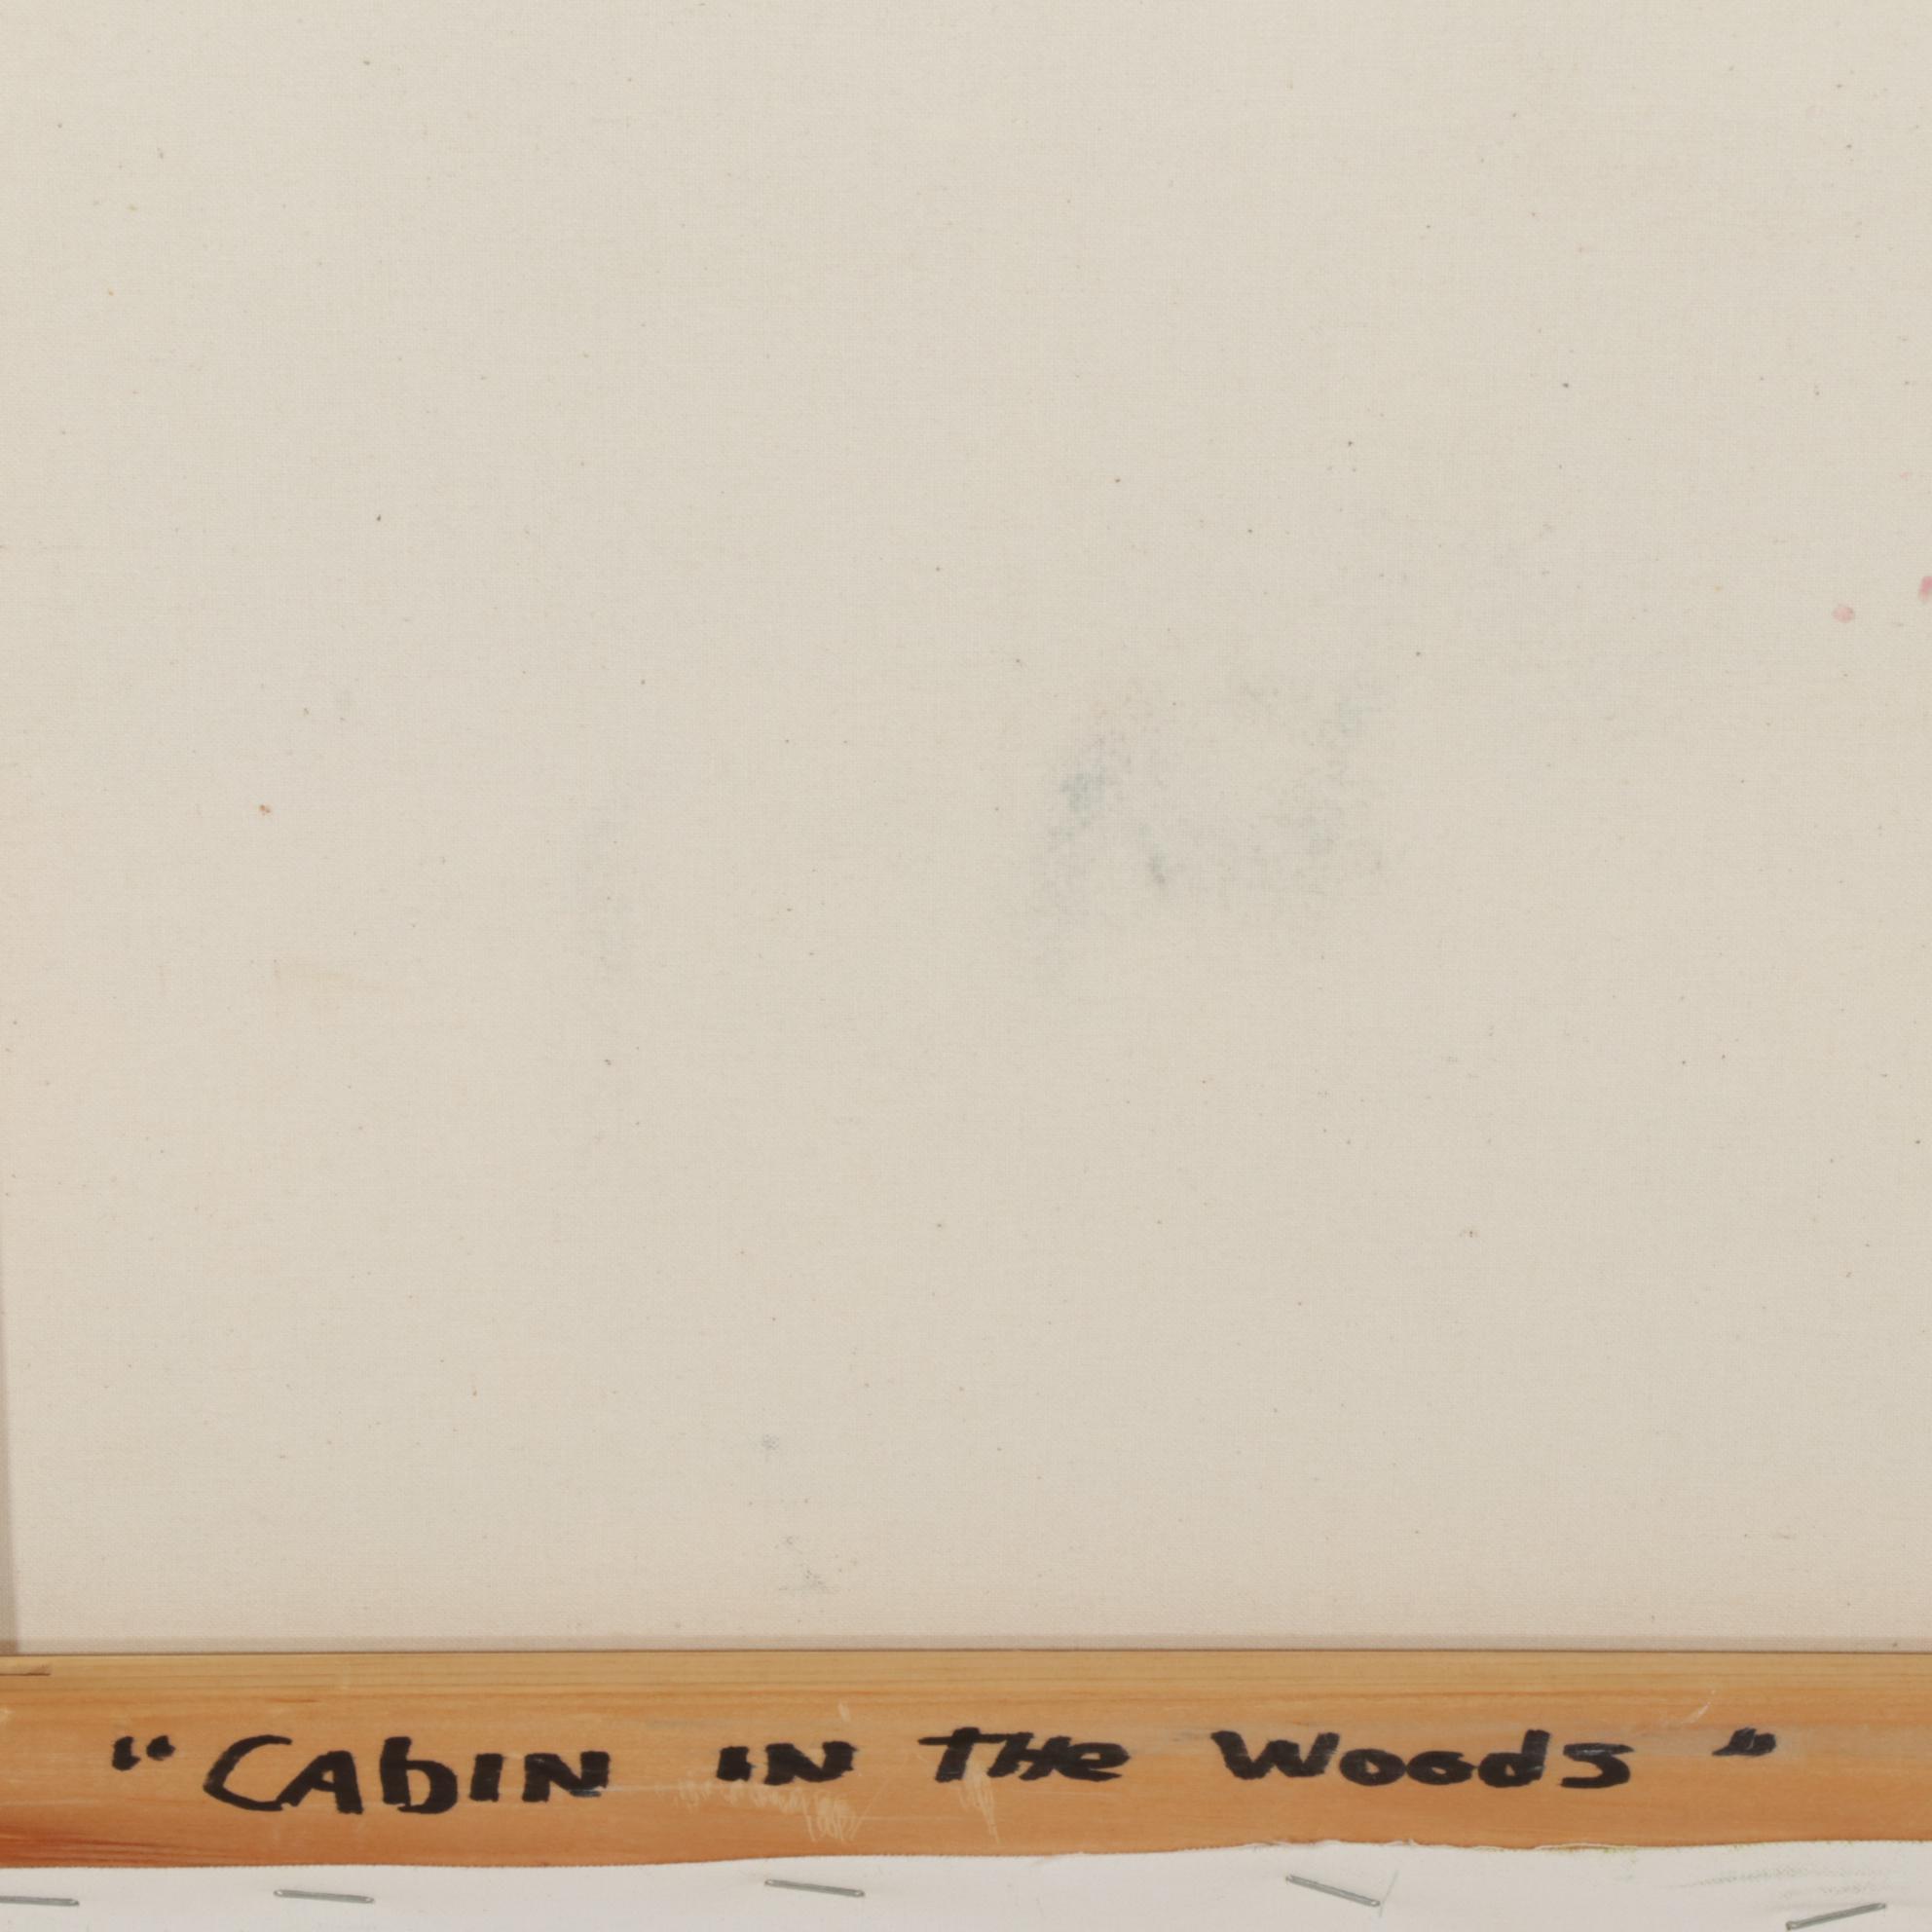 "CAbIN IN tHe Woods"